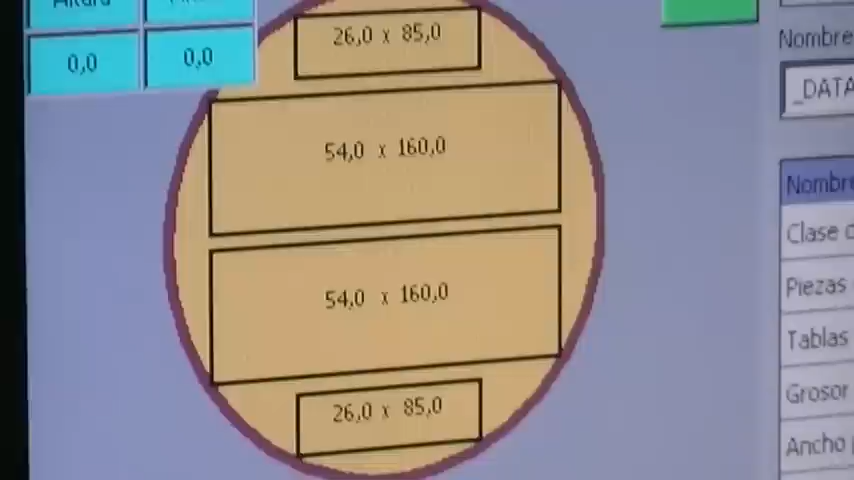 0,0
0,0
26,0 x 85,0
54,0 x 160,0
54,0 x 160,0
26,0 x 85,0
Nombre
_DATA
Nombre
Clase d
Piezas
Tablas
Grosor
Ancho